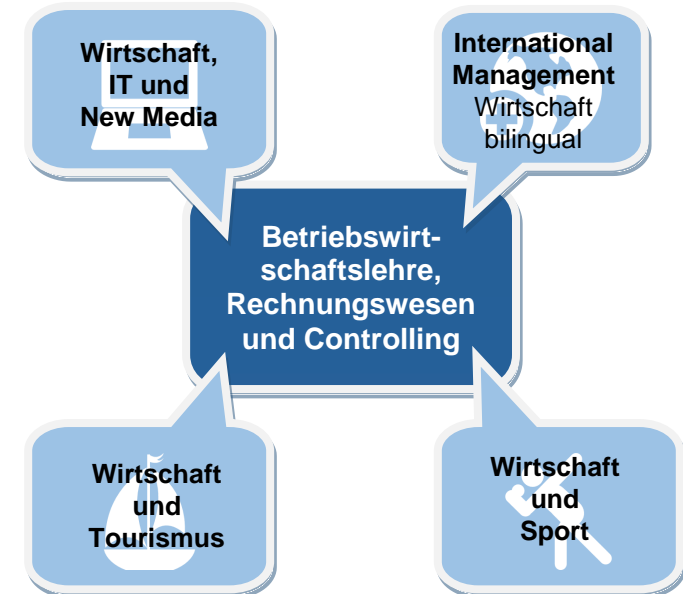 Wirtschaft,
IT und
New Media
International
Management
Wirtschaft
bilingual
Betriebswirt-
schaftslehre,
Rechnungswesen
und Controlling
Wirtschaft
und
Tourismus
Wirtschaft
und
Sport